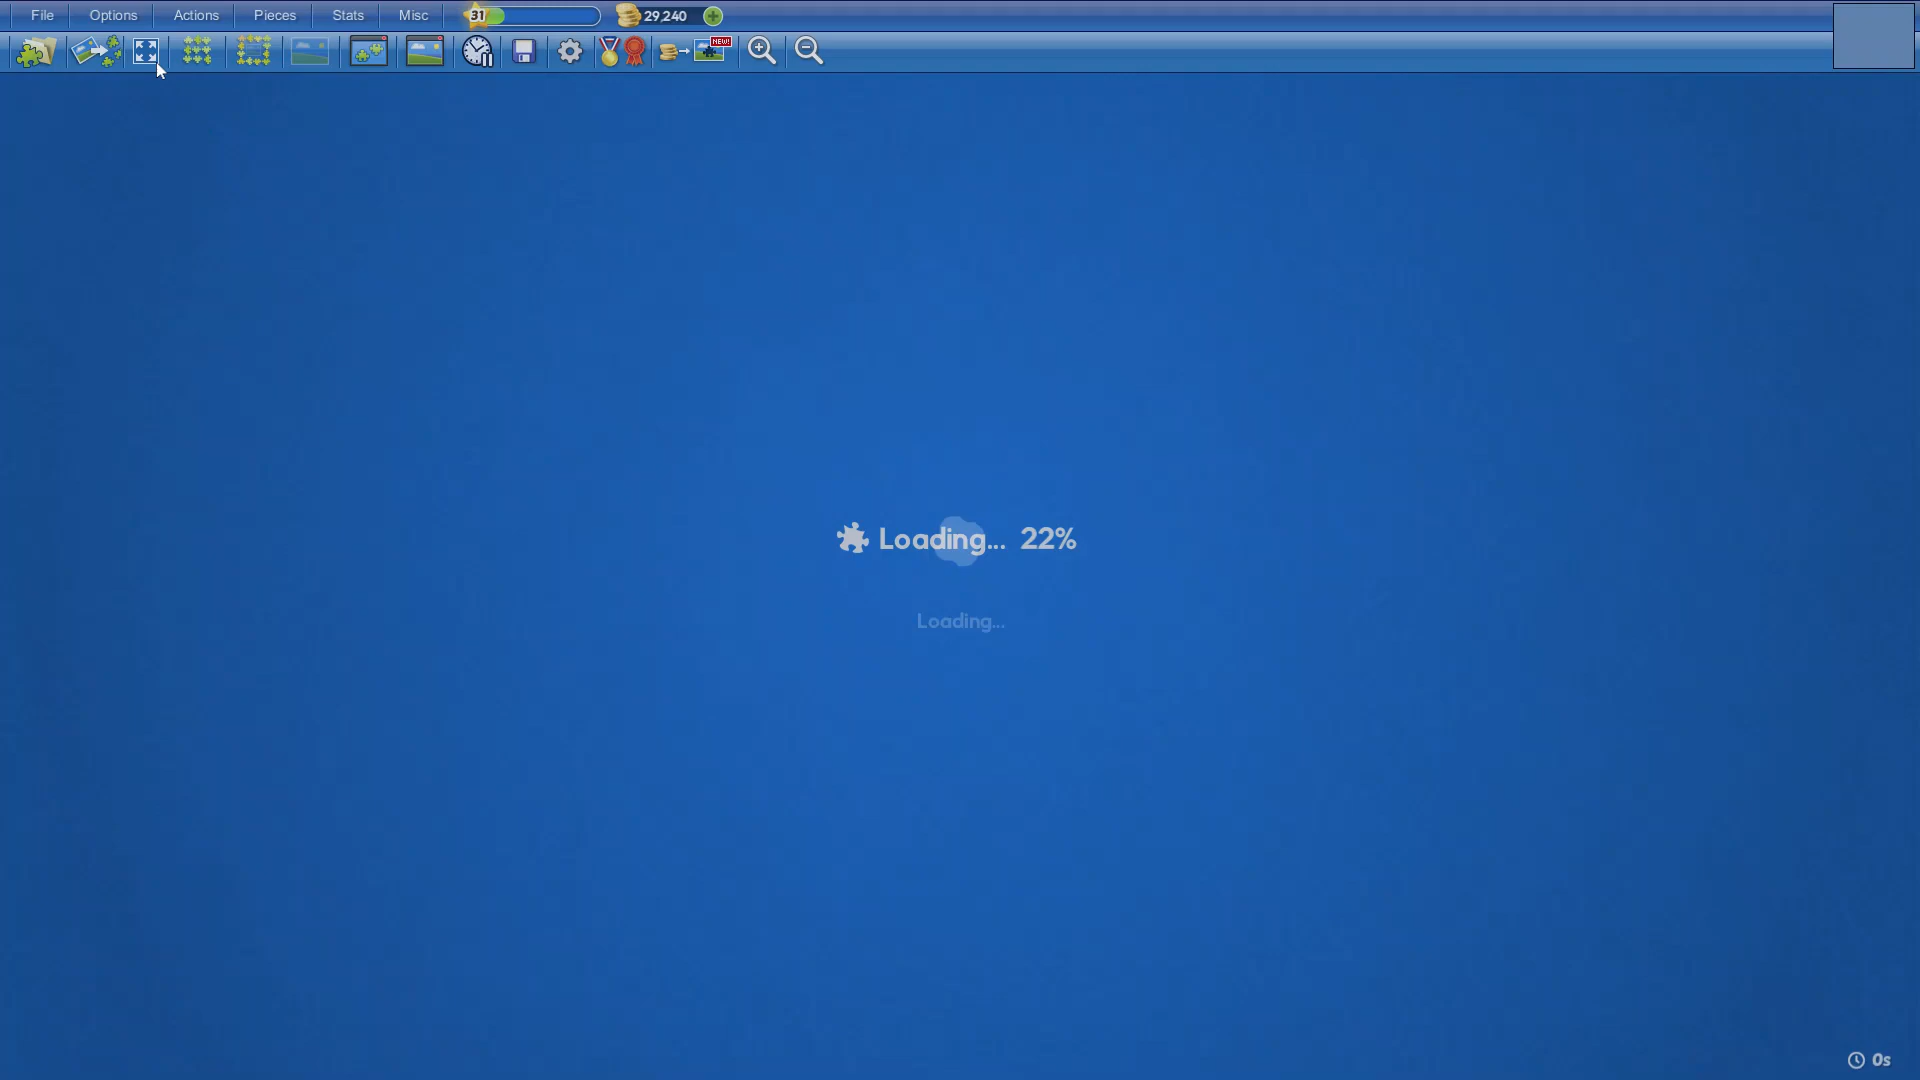 File Options Actions Pieces Stats Misc 31 29,240
NEW!
Loading... 22%
Loading...
0s